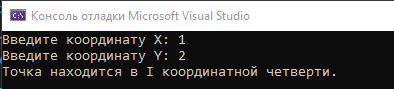 Консоль отладки Microsoft Visual Studio
Введите координату X: 1
Введите координату Y: 2
Точка находится в I координатной четверти.